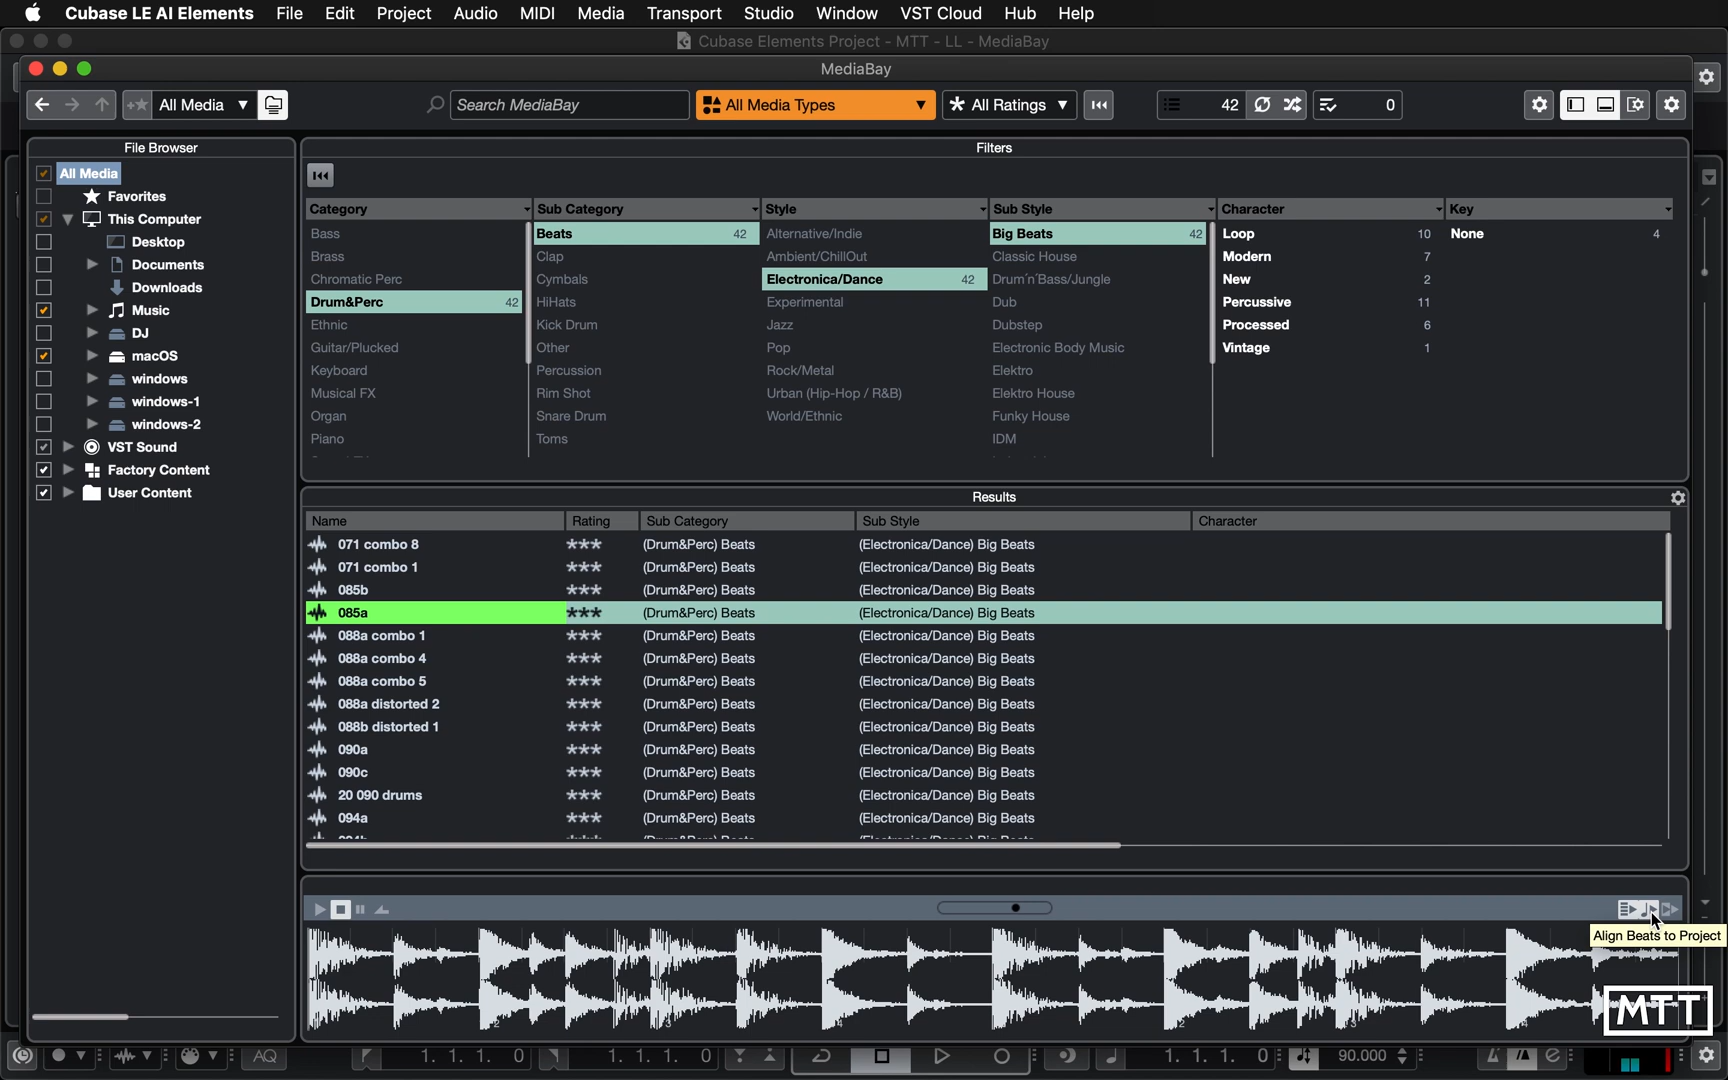 Cubase LE AI Elements File Edit Project Audio MIDI Media Transport Studio Window VST Cloud Hub Help
Cubase Elements Project - MTT - LL - MediaBay
MediaBay
All Media Search MediaBay All Media Types All Ratings 42 0
File Browser
All Media
Favorites
This Computer
Desktop
Documents
Downloads
Music
DJ
macOS
windows
windows-1
windows-2
VST Sound
Factory Content
User Content
Filters
Category Sub Category Style Sub Style Character Key
Bass Beats 42 Alternative/Indie Big Beats 42 Loop 10 None 4
Brass Clap Ambient/ChillOut Classic House Modern 7
Chromatic Perc Cymbals Electronica/Dance 42 Drum'n'Bass/Jungle New 2
Drum&Perc 42 HiHats Experimental Dub Percussive 11
Ethnic Kick Drum Jazz Dubstep Processed 6
Guitar/Plucked Other Pop Electronic Body Music Vintage 1
Keyboard Percussion Rock/Metal Elektro
Musical FX Rim Shot Urban (Hip-Hop / R&B) Elektro House
Organ Snare Drum World/Ethnic Funky House
Piano Toms IDM
Results
Name Rating Sub Category Sub Style Character
071 combo 8 *** (Drum&Perc) Beats (Electronica/Dance) Big Beats
071 combo 1 *** (Drum&Perc) Beats (Electronica/Dance) Big Beats
085b *** (Drum&Perc) Beats (Electronica/Dance) Big Beats
085a *** (Drum&Perc) Beats (Electronica/Dance) Big Beats
088a combo 1 *** (Drum&Perc) Beats (Electronica/Dance) Big Beats
088a combo 4 *** (Drum&Perc) Beats (Electronica/Dance) Big Beats
088a combo 5 *** (Drum&Perc) Beats (Electronica/Dance) Big Beats
088a distorted 2 *** (Drum&Perc) Beats (Electronica/Dance) Big Beats
088b distorted 1 *** (Drum&Perc) Beats (Electronica/Dance) Big Beats
090a *** (Drum&Perc) Beats (Electronica/Dance) Big Beats
090c *** (Drum&Perc) Beats (Electronica/Dance) Big Beats
20 090 drums *** (Drum&Perc) Beats (Electronica/Dance) Big Beats
094a *** (Drum&Perc) Beats (Electronica/Dance) Big Beats
Align Beats to Project
2 3 4 2 3 4
MTT
AQ 1. 1. 1. 0 1. 1. 1. 0 1. 1. 1. 0 90.000